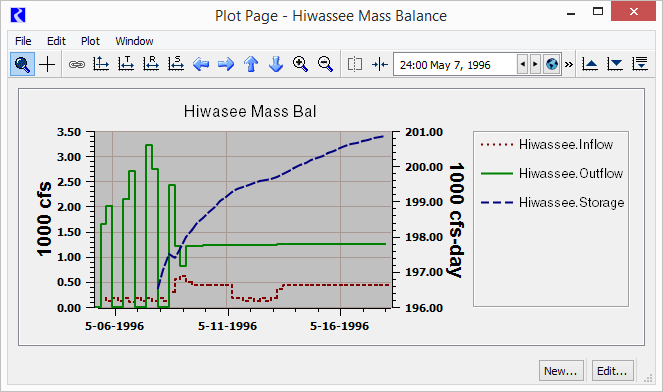 Plot Page - Hiwassee Mass Balance
File Edit Plot Window
T R S 24:00 May 7, 1996 »
Hiwasee Mass Bal
3.50
3.00
2.50
2.00
1.50
1.00
0.50
0.00
1000 cfs
201.00
200.00
199.00
198.00
197.00
196.00
1000 cfs-day
5-06-1996 5-11-1996 5-16-1996
Hiwassee.Inflow
Hiwassee.Outflow
Hiwassee.Storage
New... Edit...